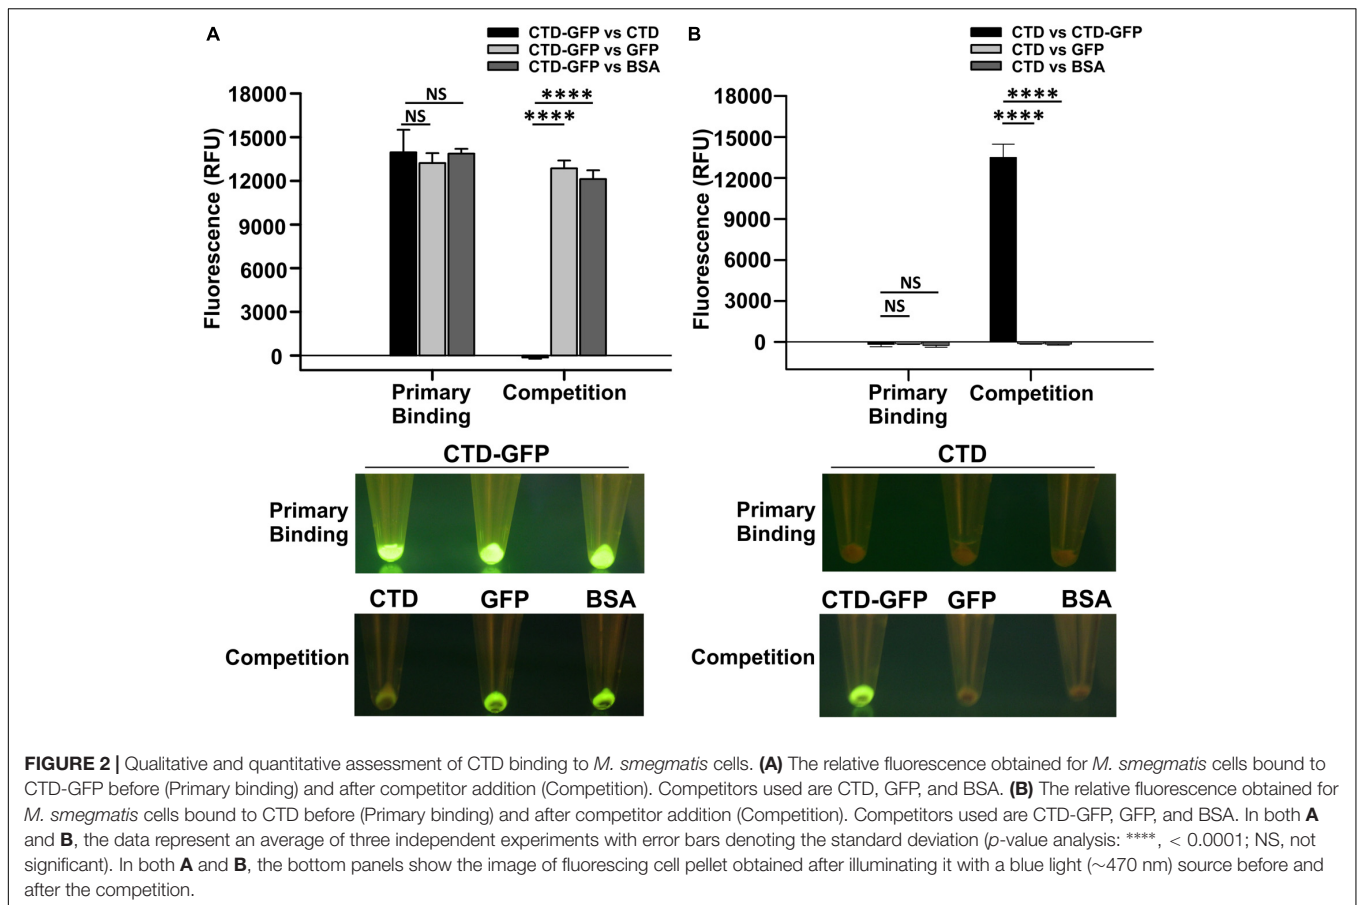 A
CTD-GFP vs CTD
CTD-GFP vs GFP
CTD-GFP vs BSA
18000
15000
12000
9000
6000
3000
0
Fluorescence (RFU)
NS
NS
****
****
Primary
Binding
Competition
CTD-GFP
Primary
Binding
CTD GFP BSA
Competition
B
CTD vs CTD-GFP
CTD vs GFP
CTD vs BSA
18000
15000
12000
9000
6000
3000
0
Fluorescence (RFU)
NS
NS
****
****
Primary
Binding
Competition
CTD
Primary
Binding
CTD-GFP GFP BSA
Competition
FIGURE 2 | Qualitative and quantitative assessment of CTD binding to M. smegmatis cells. (A) The relative fluorescence obtained for M. smegmatis cells bound to
CTD-GFP before (Primary binding) and after competitor addition (Competition). Competitors used are CTD, GFP, and BSA. (B) The relative fluorescence obtained for
M. smegmatis cells bound to CTD before (Primary binding) and after competitor addition (Competition). Competitors used are CTD-GFP, GFP, and BSA. In both A
and B, the data represent an average of three independent experiments with error bars denoting the standard deviation (p-value analysis: ****, < 0.0001; NS, not
significant). In both A and B, the bottom panels show the image of fluorescing cell pellet obtained after illuminating it with a blue light (∼470 nm) source before and
after the competition.